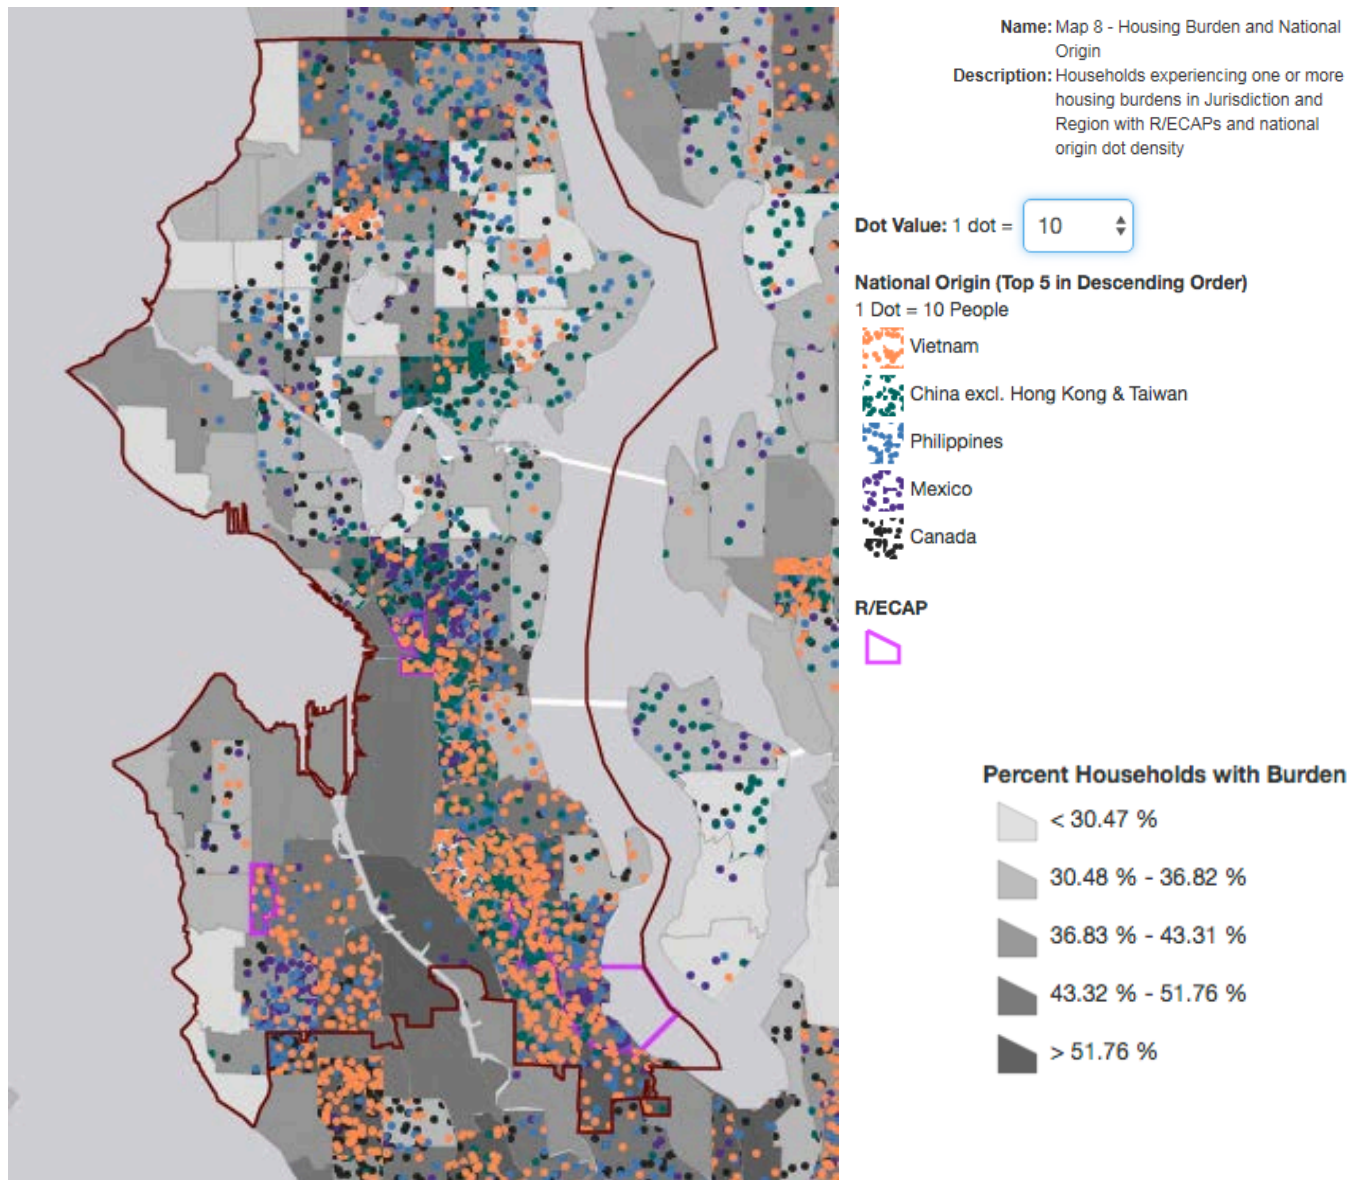 Name: Map 8 - Housing Burden and National
Origin
Description: Households experiencing one or more
housing burdens in Jurisdiction and
Region with R/ECAPs and national
origin dot density
Dot Value: 1 dot = 10
National Origin (Top 5 in Descending Order)
1 Dot = 10 People
Vietnam
China excl. Hong Kong & Taiwan
Philippines
Mexico
Canada
R/ECAP
Percent Households with Burden
< 30.47 %
30.48 % - 36.82 %
36.83 % - 43.31 %
43.32 % - 51.76 %
> 51.76 %